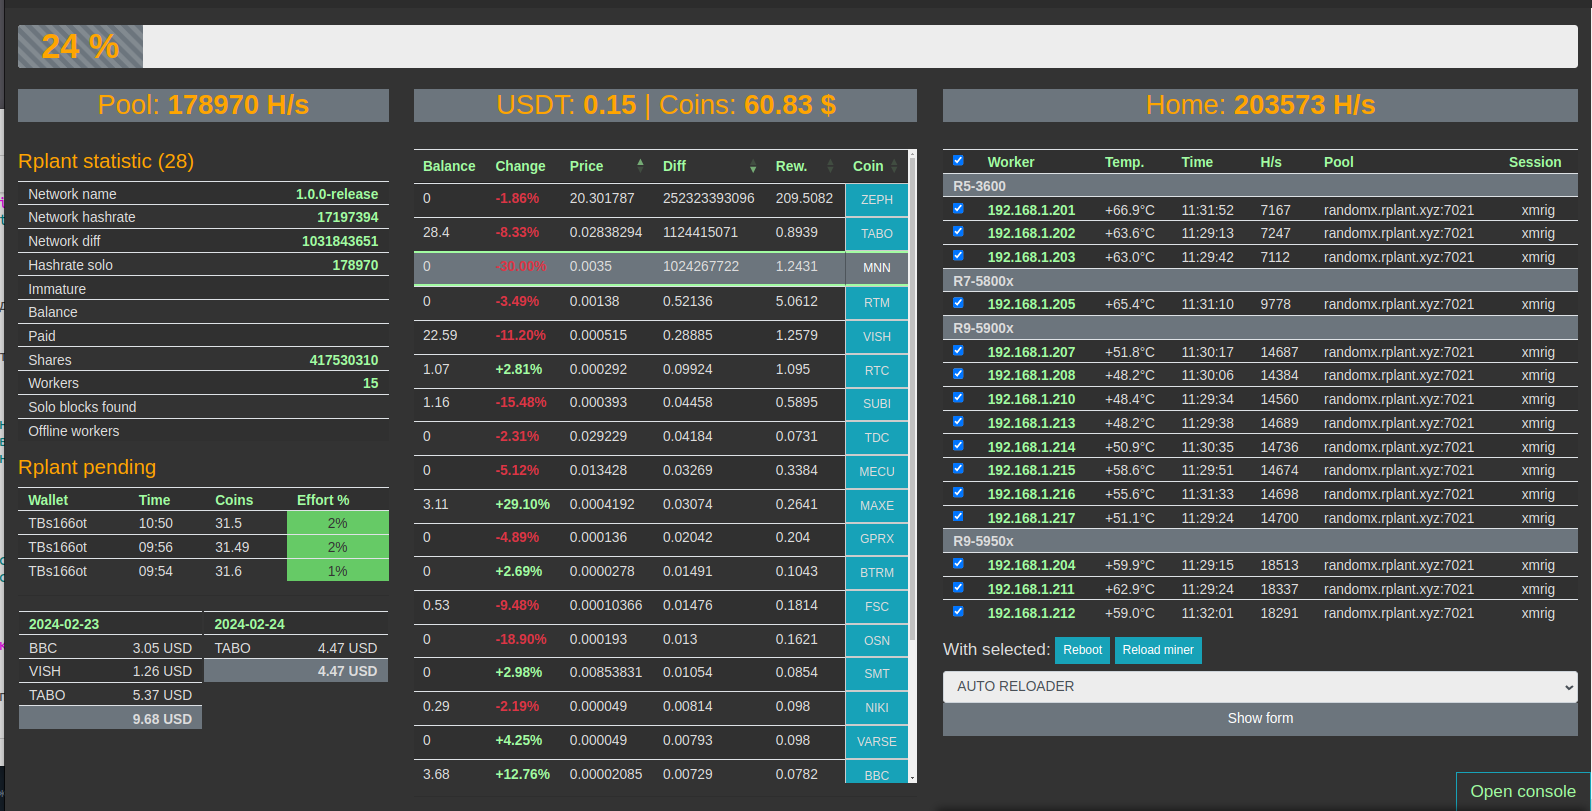 24 %
Pool: 178970 H/s
Rplant statistic (28)
Network name 1.0.0-release
Network hashrate 17197394
Network diff 1031843651
Hashrate solo 178970
Immature
Balance
Paid
Shares 417530310
Workers 15
Solo blocks found
Offline workers
Rplant pending
Wallet Time Coins Effort %
TBs166ot 10:50 31.5 2%
TBs166ot 09:56 31.49 2%
TBs166ot 09:54 31.6 1%
2024-02-23
BBC 3.05 USD
VISH 1.26 USD
TABO 5.37 USD
9.68 USD
2024-02-24
TABO 4.47 USD
4.47 USD
USDT: 0.15 | Coins: 60.83 $
Balance Change Price Diff Rew. Coin
0 -1.86% 20.301787 252323393096 209.5082 ZEPH
28.4 -8.33% 0.02838294 1124415071 0.8939 TABO
0 -30.00% 0.0035 1024267722 1.2431 MNN
0 -3.49% 0.00138 0.52136 5.0612 RTM
22.59 -11.20% 0.000515 0.28885 1.2579 VISH
1.07 +2.81% 0.000292 0.09924 1.095 RTC
1.16 -15.48% 0.000393 0.04458 0.5895 SUBI
0 -2.31% 0.029229 0.04184 0.0731 TDC
0 -5.12% 0.013428 0.03269 0.3384 MECU
3.11 +29.10% 0.0004192 0.03074 0.2641 MAXE
0 -4.89% 0.000136 0.02042 0.204 GPRX
0 +2.69% 0.0000278 0.01491 0.1043 BTRM
0.53 -9.48% 0.00010366 0.01476 0.1814 FSC
0 -18.90% 0.000193 0.013 0.1621 OSN
0 +2.98% 0.00853831 0.01054 0.0854 SMT
0.29 -2.19% 0.000049 0.00814 0.098 NIKI
0 +4.25% 0.000049 0.00793 0.098 VARSE
3.68 +12.76% 0.00002085 0.00729 0.0782 BBC
Home: 203573 H/s
Worker Temp. Time H/s Pool Session
R5-3600
192.168.1.201 +66.9°C 11:31:52 7167 randomx.rplant.xyz:7021 xmrig
192.168.1.202 +63.6°C 11:29:13 7247 randomx.rplant.xyz:7021 xmrig
192.168.1.203 +63.0°C 11:29:42 7112 randomx.rplant.xyz:7021 xmrig
R7-5800x
192.168.1.205 +65.4°C 11:31:10 9778 randomx.rplant.xyz:7021 xmrig
R9-5900x
192.168.1.207 +51.8°C 11:30:17 14687 randomx.rplant.xyz:7021 xmrig
192.168.1.208 +48.2°C 11:30:06 14384 randomx.rplant.xyz:7021 xmrig
192.168.1.210 +48.4°C 11:29:34 14560 randomx.rplant.xyz:7021 xmrig
192.168.1.213 +48.2°C 11:29:38 14689 randomx.rplant.xyz:7021 xmrig
192.168.1.214 +50.9°C 11:30:35 14736 randomx.rplant.xyz:7021 xmrig
192.168.1.215 +58.6°C 11:29:51 14674 randomx.rplant.xyz:7021 xmrig
192.168.1.216 +55.6°C 11:31:33 14698 randomx.rplant.xyz:7021 xmrig
192.168.1.217 +51.1°C 11:29:24 14700 randomx.rplant.xyz:7021 xmrig
R9-5950x
192.168.1.204 +59.9°C 11:29:15 18513 randomx.rplant.xyz:7021 xmrig
192.168.1.211 +62.9°C 11:29:24 18337 randomx.rplant.xyz:7021 xmrig
192.168.1.212 +59.0°C 11:32:01 18291 randomx.rplant.xyz:7021 xmrig
With selected: Reboot Reload miner
AUTO RELOADER
Show form
Open console